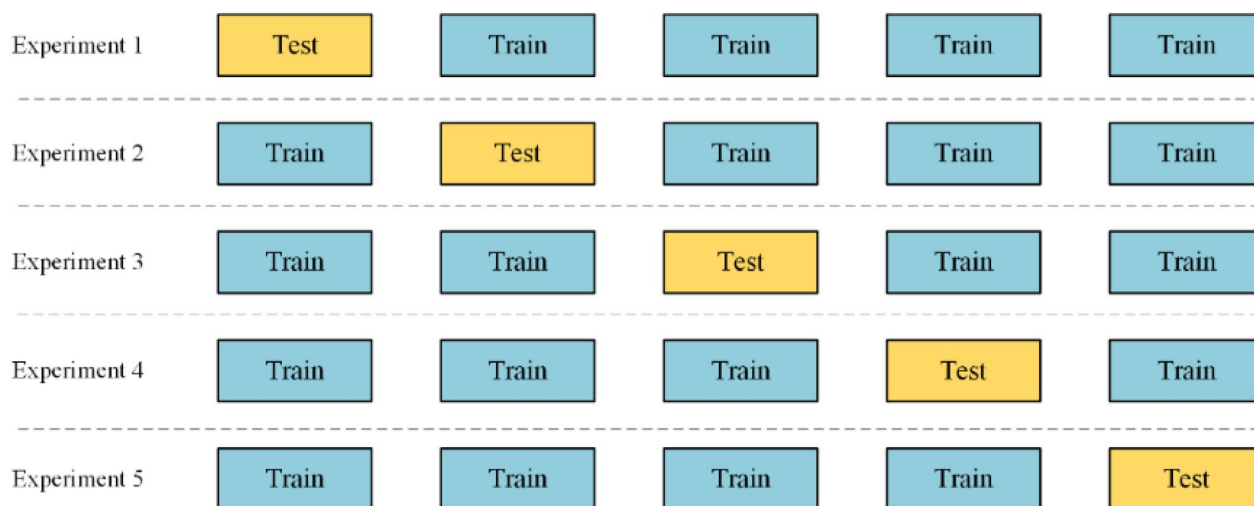 Experiment 1 Test Train Train Train Train
Experiment 2 Train Test Train Train Train
Experiment 3 Train Train Test Train Train
Experiment 4 Train Train Train Test Train
Experiment 5 Train Train Train Train Test